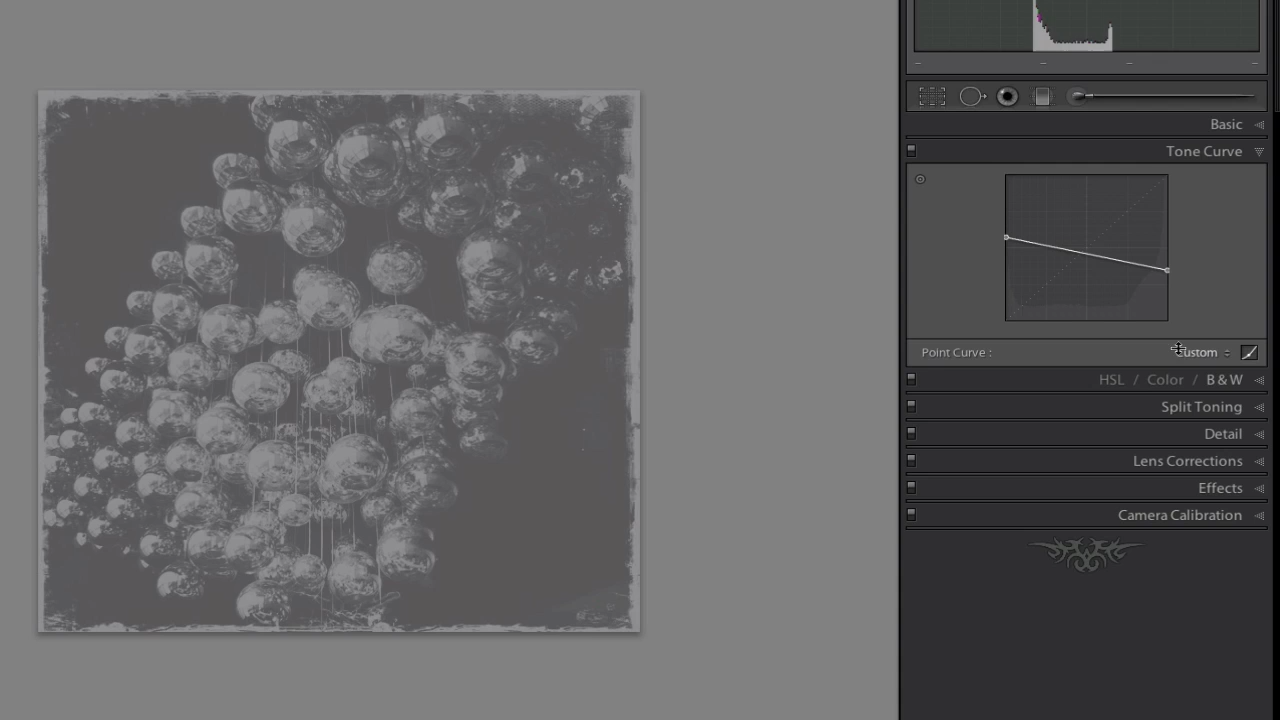 Basic
Tone Curve
Point Curve : Custom
HSL / Color / B & W
Split Toning
Detail
Lens Corrections
Effects
Camera Calibration